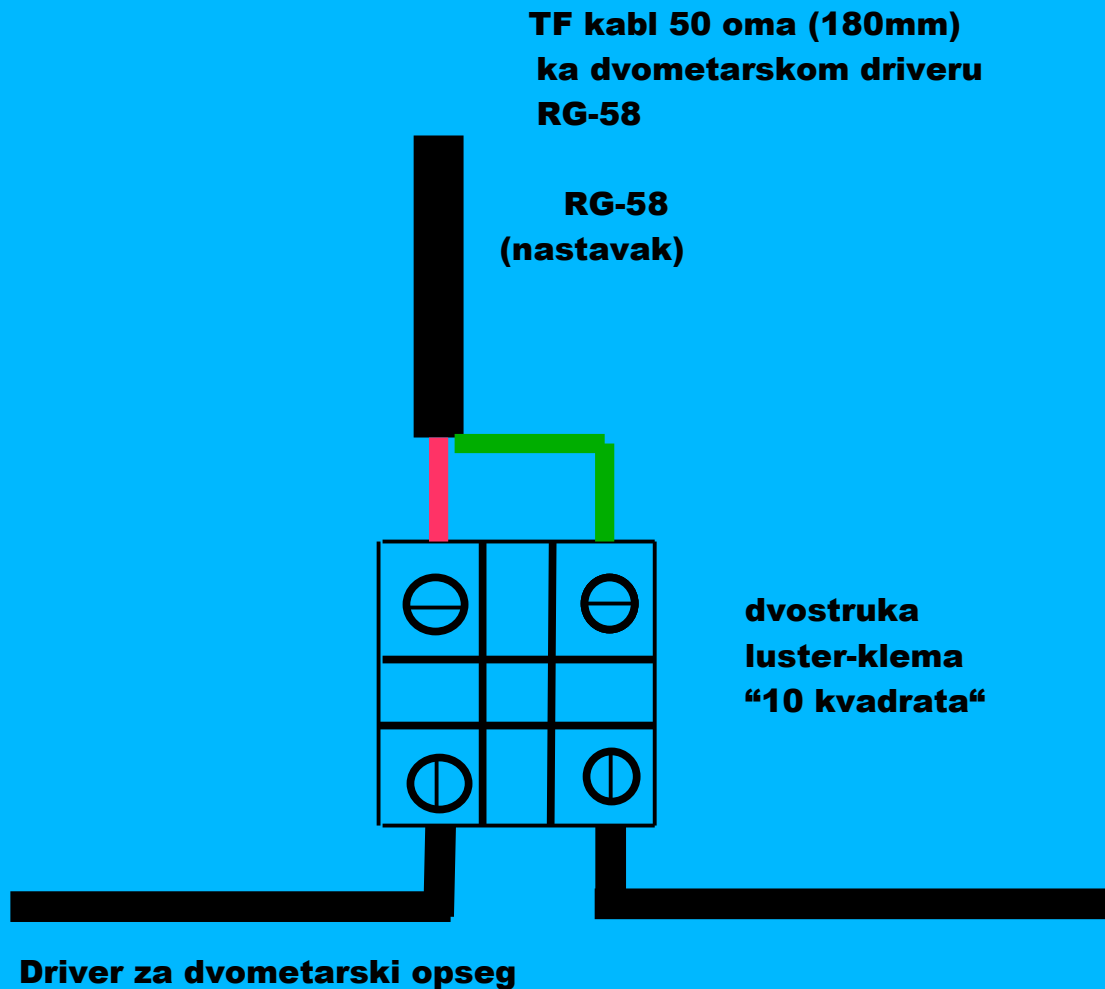 TF kabl 50 oma (180mm)
ka dvometarskom driveru
RG-58
RG-58
(nastavak)
dvostruka
luster-klema
“10 kvadrata“
Driver za dvometarski opseg